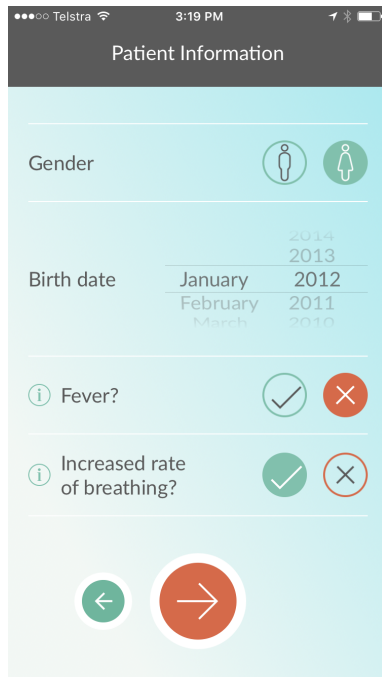 Telstra 3:19 PM
Patient Information
Gender
2014
2013
Birth date January 2012
February 2011
March 2010
i Fever?
i Increased rate
of breathing?